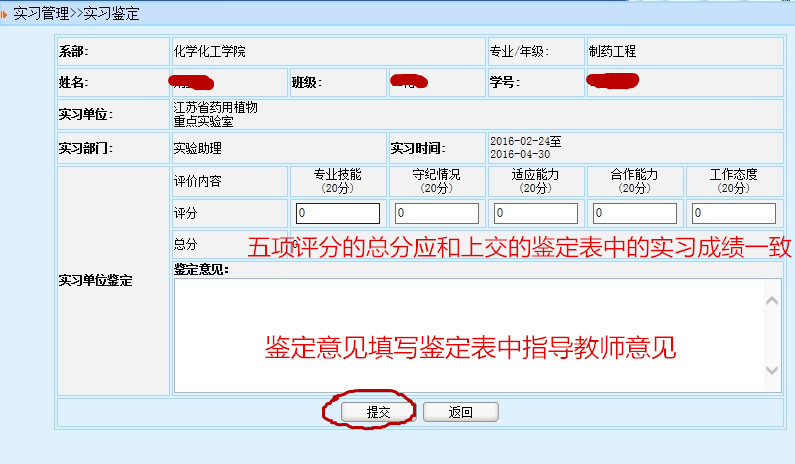 实习管理>>实习鉴定
系部: 化学化工学院 专业/年级: 制药工程
姓名: 班级: 学号:
实习单位: 江苏省药用植物
重点实验室
实习部门: 实验助理 实习时间: 2016-02-24至
2016-04-30
评价内容 专业技能 守纪情况 适应能力 合作能力 工作态度
(20分) (20分) (20分) (20分) (20分)
评分 0 0 0 0 0
总分 五项评分的总分应和上交的鉴定表中的实习成绩一致
实习单位鉴定
鉴定意见:
鉴定意见填写鉴定表中指导教师意见
提交 返回